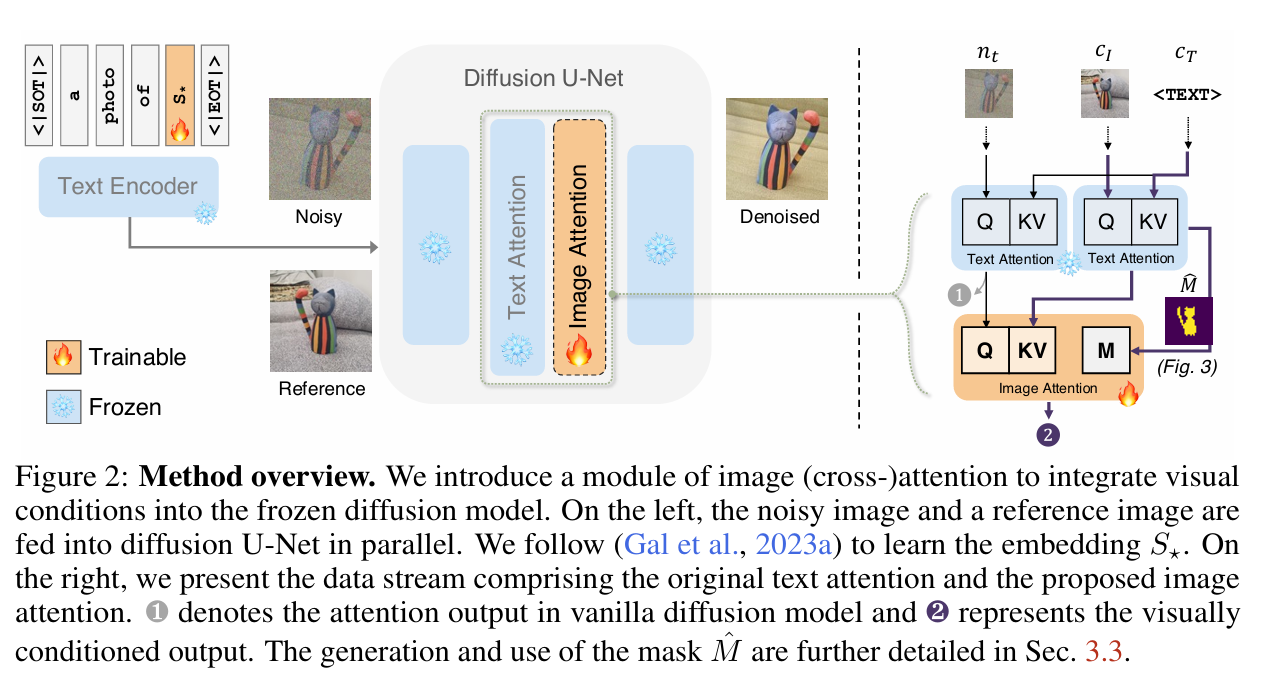 <|SOT|>
a
photo
of
S⋆
<|EOT|>
Text Encoder
Noisy
Reference
Trainable
Frozen
Diffusion U-Net
Text Attention
Image Attention
Denoised
n_t
c_I
c_T
<TEXT>
Q KV
Q KV
Text Attention
Text Attention
1
M̂
Q KV
M
(Fig. 3)
Image Attention
2
Figure 2: Method overview. We introduce a module of image (cross-)attention to integrate visual
conditions into the frozen diffusion model. On the left, the noisy image and a reference image are
fed into diffusion U-Net in parallel. We follow (Gal et al., 2023a) to learn the embedding S⋆. On
the right, we present the data stream comprising the original text attention and the proposed image
attention. ❶ denotes the attention output in vanilla diffusion model and ❷ represents the visually
conditioned output. The generation and use of the mask M̂ are further detailed in Sec. 3.3.